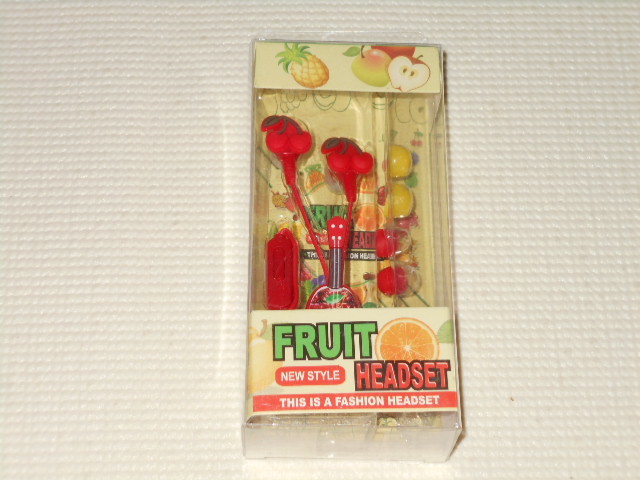 FRUIT
HEADSET
NEW STYLE
THIS IS A FASHION HEADSET